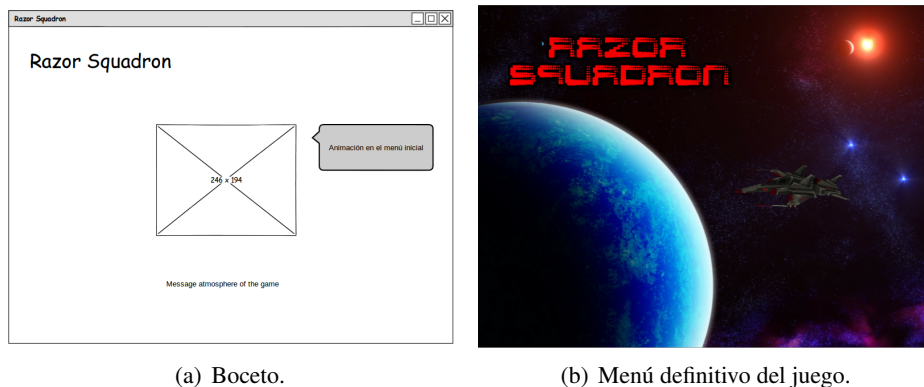 Razor Squadron
Razor Squadron
Animación en el menú inicial
246 x 194
Message atmosphere of the game
RAZOR
SQUADRON
(a) Boceto.
(b) Menú definitivo del juego.